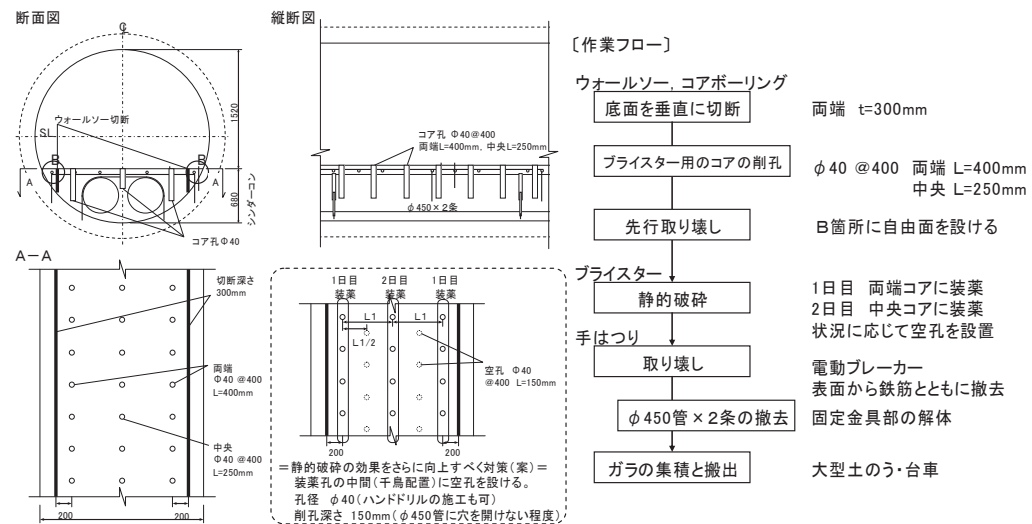 断面図
℄
ウォールソー切断
SL
B
B
A
A
1520
680
シンダーコン
コア孔Φ40
縦断図
コア孔 Φ40@400
両端L=400mm, 中央L=250mm
φ450×2条
A-A
切断深さ
300mm
両端
Φ40 @400
L=400mm
中央
Φ40 @400
L=250mm
200
200
1日目
装薬
2日目
装薬
1日目
装薬
L1
L1
L1/2
空孔 Φ40
@400 L=150mm
200
200
=静的破砕の効果をさらに向上すべく対策(案)=
装薬孔の中間(千鳥配置)に空孔を設ける。
孔径 φ40(ハンドドリルの施工も可)
削孔深さ 150mm(φ450管に穴を開けない程度)
〔作業フロー〕
ウォールソー, コアボーリング
底面を垂直に切断
両端 t=300mm
ブライスター用のコアの削孔
φ40 @400 両端 L=400mm
中央 L=250mm
先行取り壊し
B箇所に自由面を設ける
ブライスター
静的破砕
1日目 両端コアに装薬
2日目 中央コアに装薬
状況に応じて空孔を設置
手はつり
取り壊し
電動ブレーカー
表面から鉄筋とともに撤去
φ450管×2条の撤去
固定金具部の解体
ガラの集積と搬出
大型土のう・台車